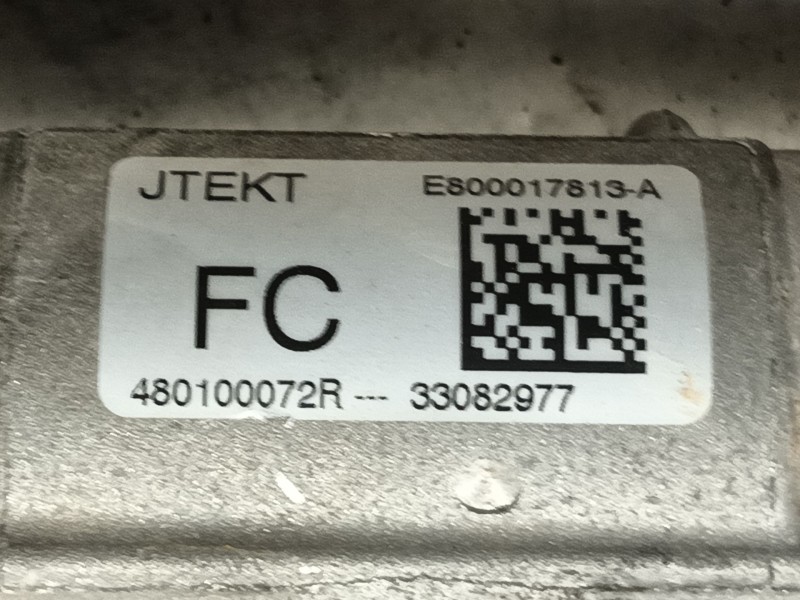 JTEKT E800017813-A
FC
480100072R --- 33082977